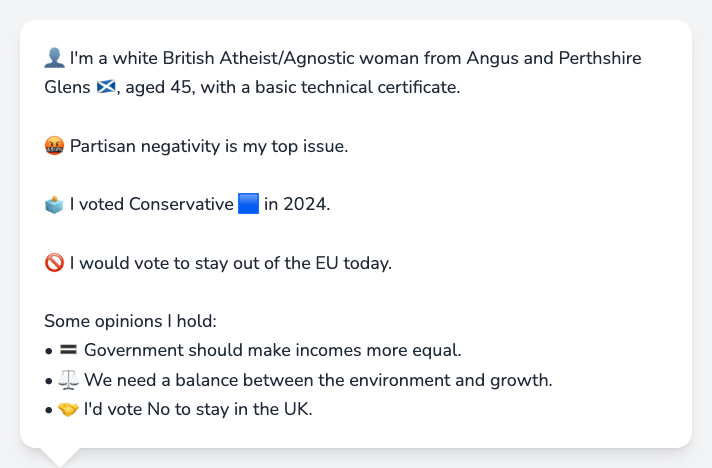 👤 I'm a white British Atheist/Agnostic woman from Angus and Perthshire
Glens 🏴󠁧󠁢󠁳󠁣󠁴󠁿, aged 45, with a basic technical certificate.
🤬 Partisan negativity is my top issue.
🗳️ I voted Conservative 🟦 in 2024.
🚫 I would vote to stay out of the EU today.
Some opinions I hold:
• 🟰 Government should make incomes more equal.
• ⚖️ We need a balance between the environment and growth.
• 🤝 I'd vote No to stay in the UK.